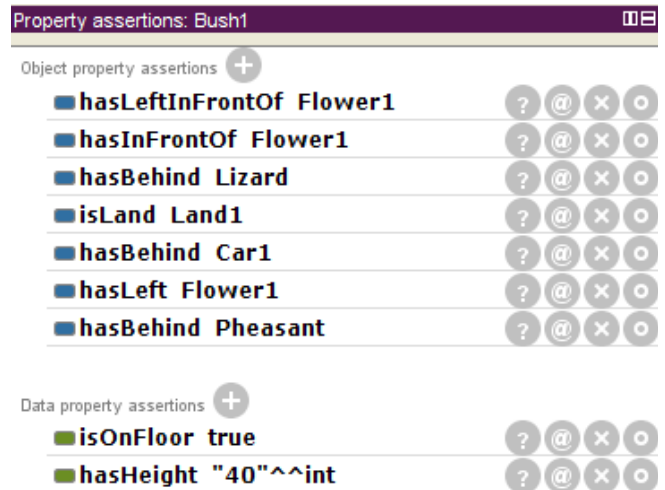 Property assertions: Bush1
Object property assertions
hasLeftInFrontOf Flower1
hasInFrontOf Flower1
hasBehind Lizard
isLand Land1
hasBehind Car1
hasLeft Flower1
hasBehind Pheasant
Data property assertions
isOnFloor true
hasHeight "40"^^int